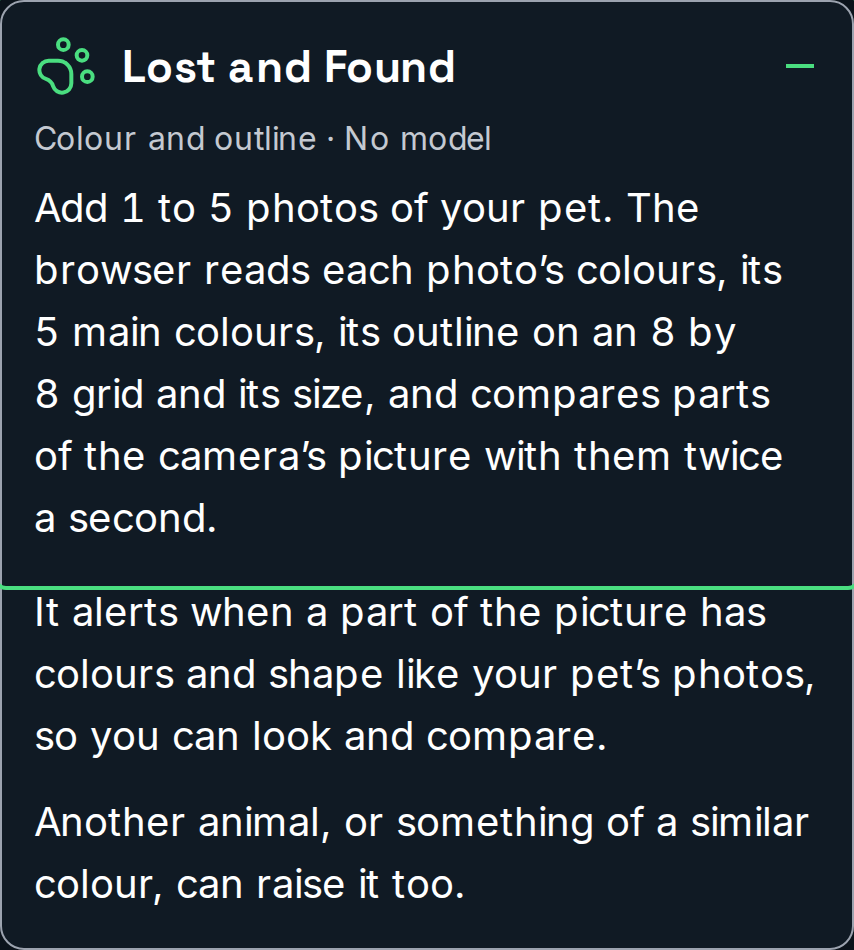 Lost and Found
Colour and outline · No model
Add 1 to 5 photos of your pet. The
browser reads each photo’s colours, its
5 main colours, its outline on an 8 by
8 grid and its size, and compares parts
of the camera’s picture with them twice
a second.
It alerts when a part of the picture has
colours and shape like your pet’s photos,
so you can look and compare.
Another animal, or something of a similar
colour, can raise it too.